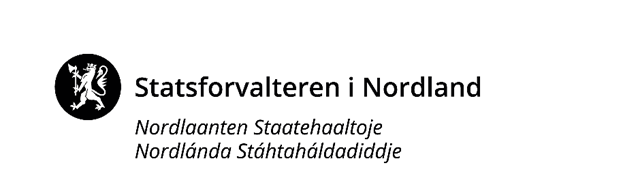 Statsforvalteren i Nordland
Nordlaanten Staatehaaltoje
Nordlánda Stáhtaháldadiddje